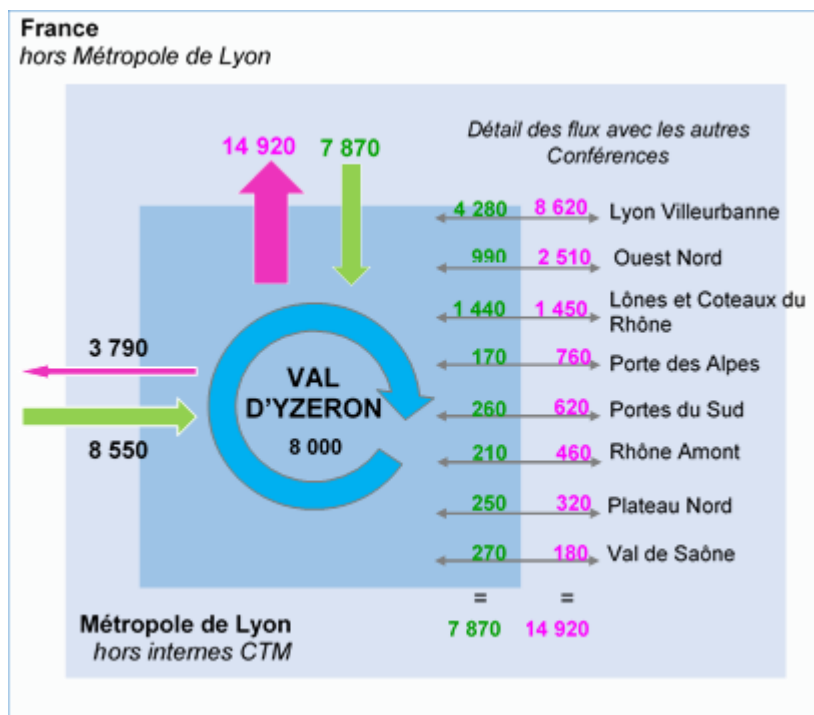 France
hors Métropole de Lyon
14 920 7 870
Détail des flux avec les autres
Conférences
4 280 8 620 Lyon Villeurbanne
990 2 510 Ouest Nord
1 440 1 450 Lônes et Coteaux du
Rhône
170 760 Porte des Alpes
260 620 Portes du Sud
210 460 Rhône Amont
250 320 Plateau Nord
270 180 Val de Saône
= =
7 870 14 920
3 790
8 550
VAL
D'YZERON
8 000
Métropole de Lyon
hors internes CTM